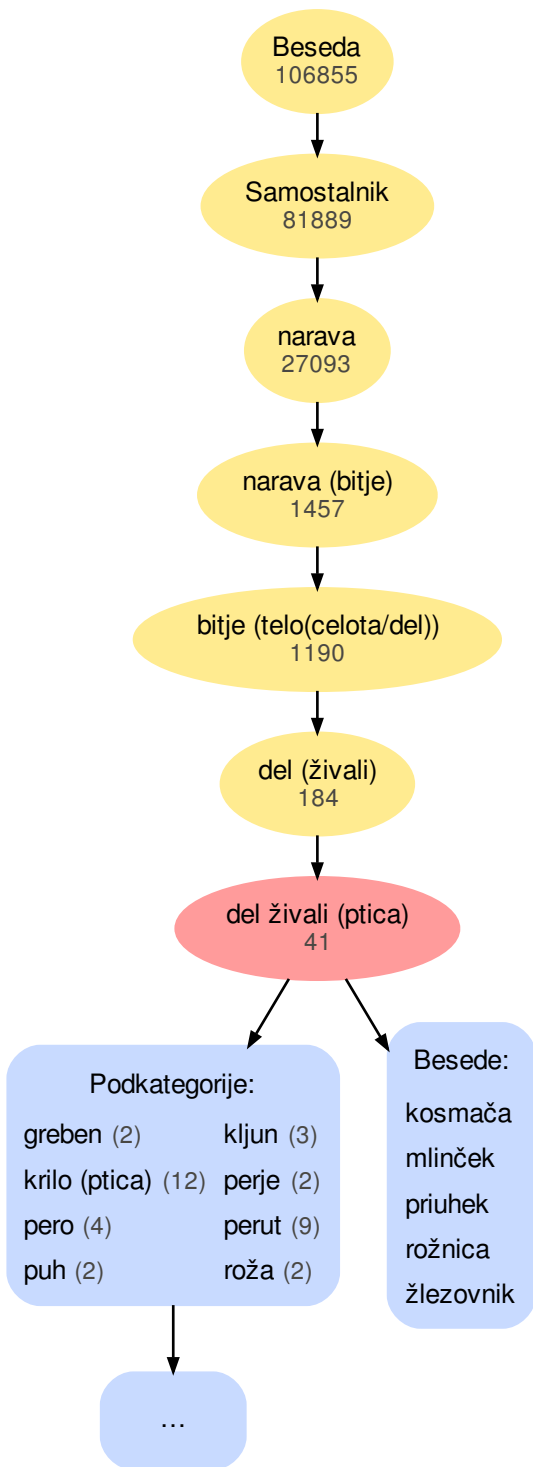 Beseda
106855
Samostalnik
81889
narava
27093
narava (bitje)
1457
bitje (telo(celota/del))
1190
del (živali)
184
del živali (ptica)
41
Podkategorije:
greben (2) kljun (3)
krilo (ptica) (12) perje (2)
pero (4) perut (9)
puh (2) roža (2)
Besede:
kosmača
mlinček
priuhek
rožnica
žlezovnik
…